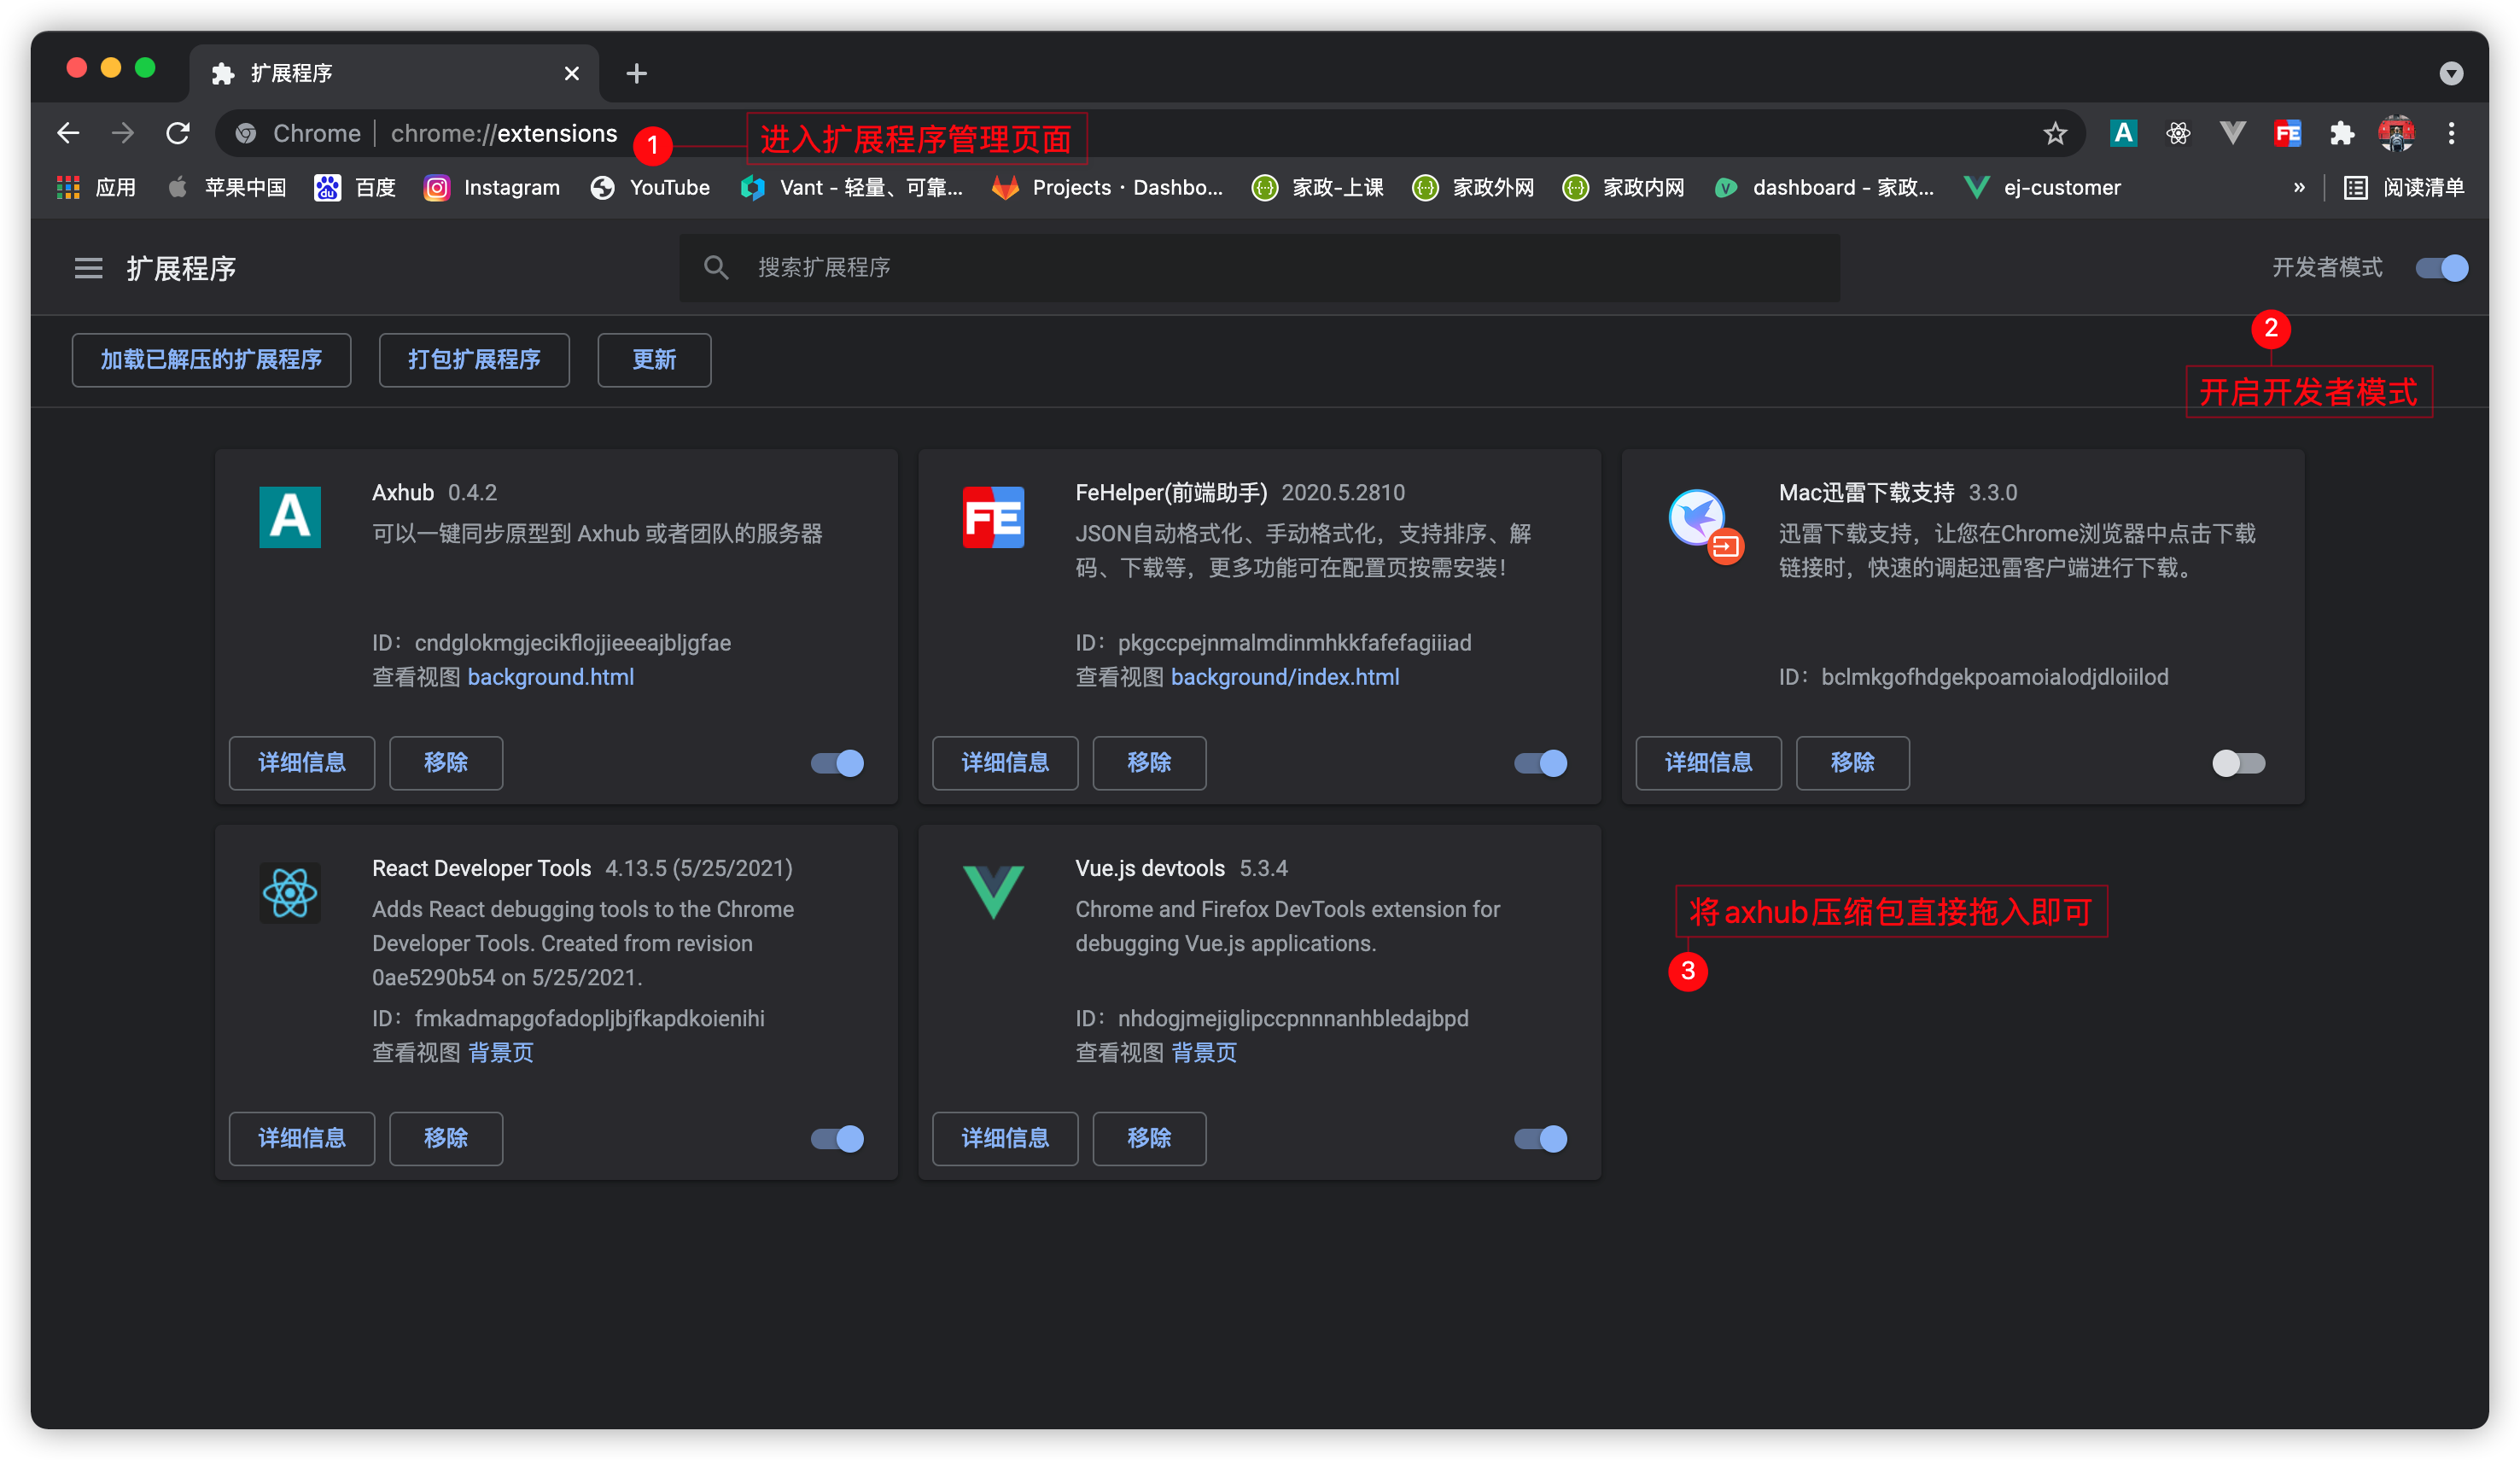 扩展程序
Chrome
chrome://extensions
1
进入扩展程序管理页面
A
FE
应用
苹果中国
du
百度
Instagram
YouTube
Vant - 轻量、可靠...
Projects · Dashbo...
家政-上课
家政外网
家政内网
V
dashboard - 家政...
ej-customer
»
阅读清单
扩展程序
搜索扩展程序
开发者模式
2
开启开发者模式
加载已解压的扩展程序
打包扩展程序
更新
A
Axhub 0.4.2
可以一键同步原型到 Axhub 或者团队的服务器
ID：cndglokmgjecikflojjieeeajbljgfae
查看视图 background.html
详细信息
移除
FE
FeHelper(前端助手) 2020.5.2810
JSON自动格式化、手动格式化，支持排序、解
码、下载等，更多功能可在配置页按需安装！
ID：pkgccpejnmalmdinmhkkfafefagiiiad
查看视图 background/index.html
详细信息
移除
Mac迅雷下载支持 3.3.0
迅雷下载支持，让您在Chrome浏览器中点击下载
链接时，快速的调起迅雷客户端进行下载。
ID：bclmkgofhdgekpoamoialodjdloiilod
详细信息
移除
React Developer Tools 4.13.5 (5/25/2021)
Adds React debugging tools to the Chrome
Developer Tools. Created from revision
0ae5290b54 on 5/25/2021.
ID：fmkadmapgofadopljbjfkapdkoienihi
查看视图 背景页
详细信息
移除
Vue.js devtools 5.3.4
Chrome and Firefox DevTools extension for
debugging Vue.js applications.
ID：nhdogjmejiglipccpnnnanhbledajbpd
查看视图 背景页
详细信息
移除
将axhub压缩包直接拖入即可
3